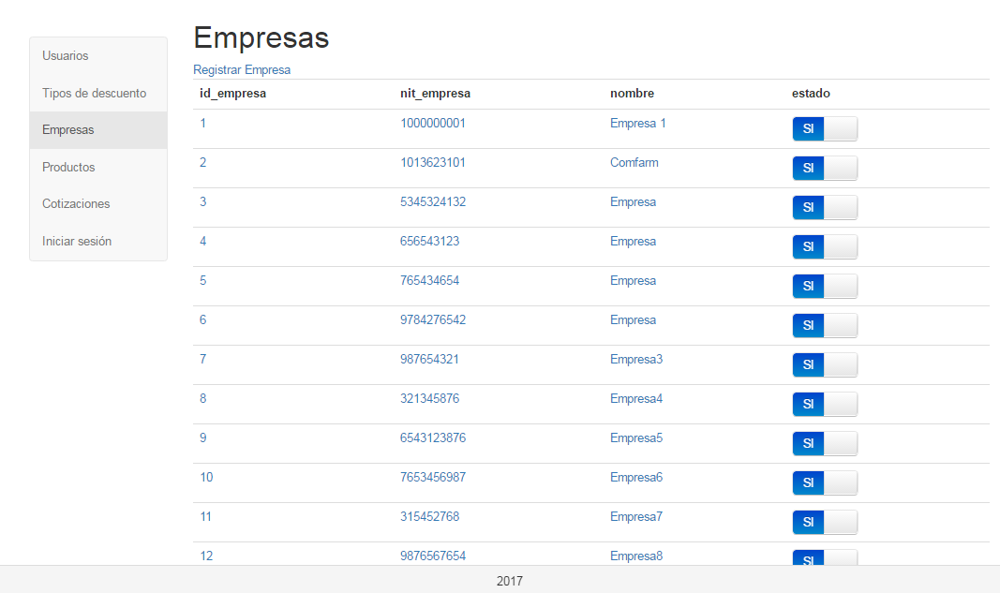 Empresas
Usuarios
Tipos de descuento
Empresas
Productos
Cotizaciones
Iniciar sesión
Registrar Empresa
id_empresa nit_empresa nombre estado
1 1000000001 Empresa 1 SI
2 1013623101 Comfarm SI
3 5345324132 Empresa SI
4 656543123 Empresa SI
5 765434654 Empresa SI
6 9784276542 Empresa SI
7 987654321 Empresa3 SI
8 321345876 Empresa4 SI
9 6543123876 Empresa5 SI
10 7653456987 Empresa6 SI
11 315452768 Empresa7 SI
12 9876567654 Empresa8 SI
2017